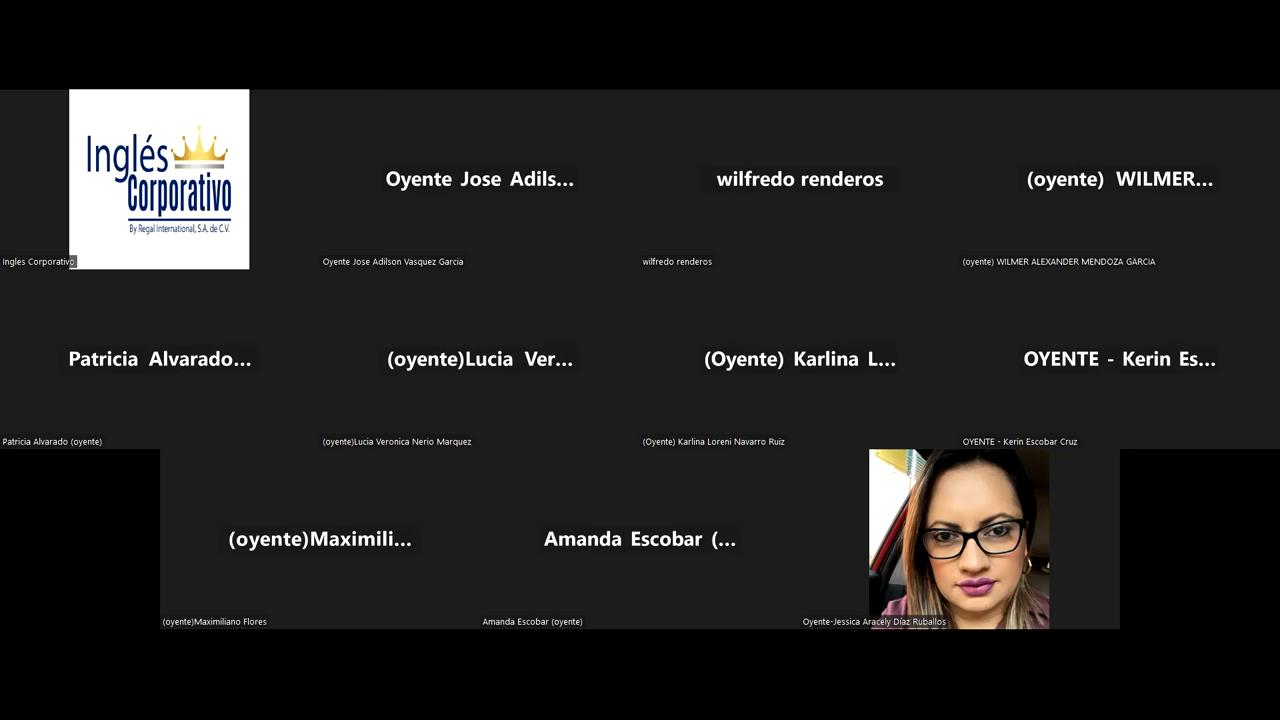 Inglés
Corporativo
By Regal International, S.A. de C.V.
Ingles Corporativo
Oyente Jose Adils...
Oyente Jose Adilson Vasquez Garcia
wilfredo renderos
wilfredo renderos
(oyente) WILMER...
(oyente) WILMER ALEXANDER MENDOZA GARCIA
Patricia Alvarado...
Patricia Alvarado (oyente)
(oyente)Lucia Ver...
(oyente)Lucia Veronica Nerio Marquez
(Oyente) Karlina L...
(Oyente) Karlina Loreni Navarro Ruiz
OYENTE - Kerin Es...
OYENTE - Kerin Escobar Cruz
(oyente)Maximili...
(oyente)Maximiliano Flores
Amanda Escobar (...
Amanda Escobar (oyente)
Oyente-Jessica Aracely Díaz Ruballos